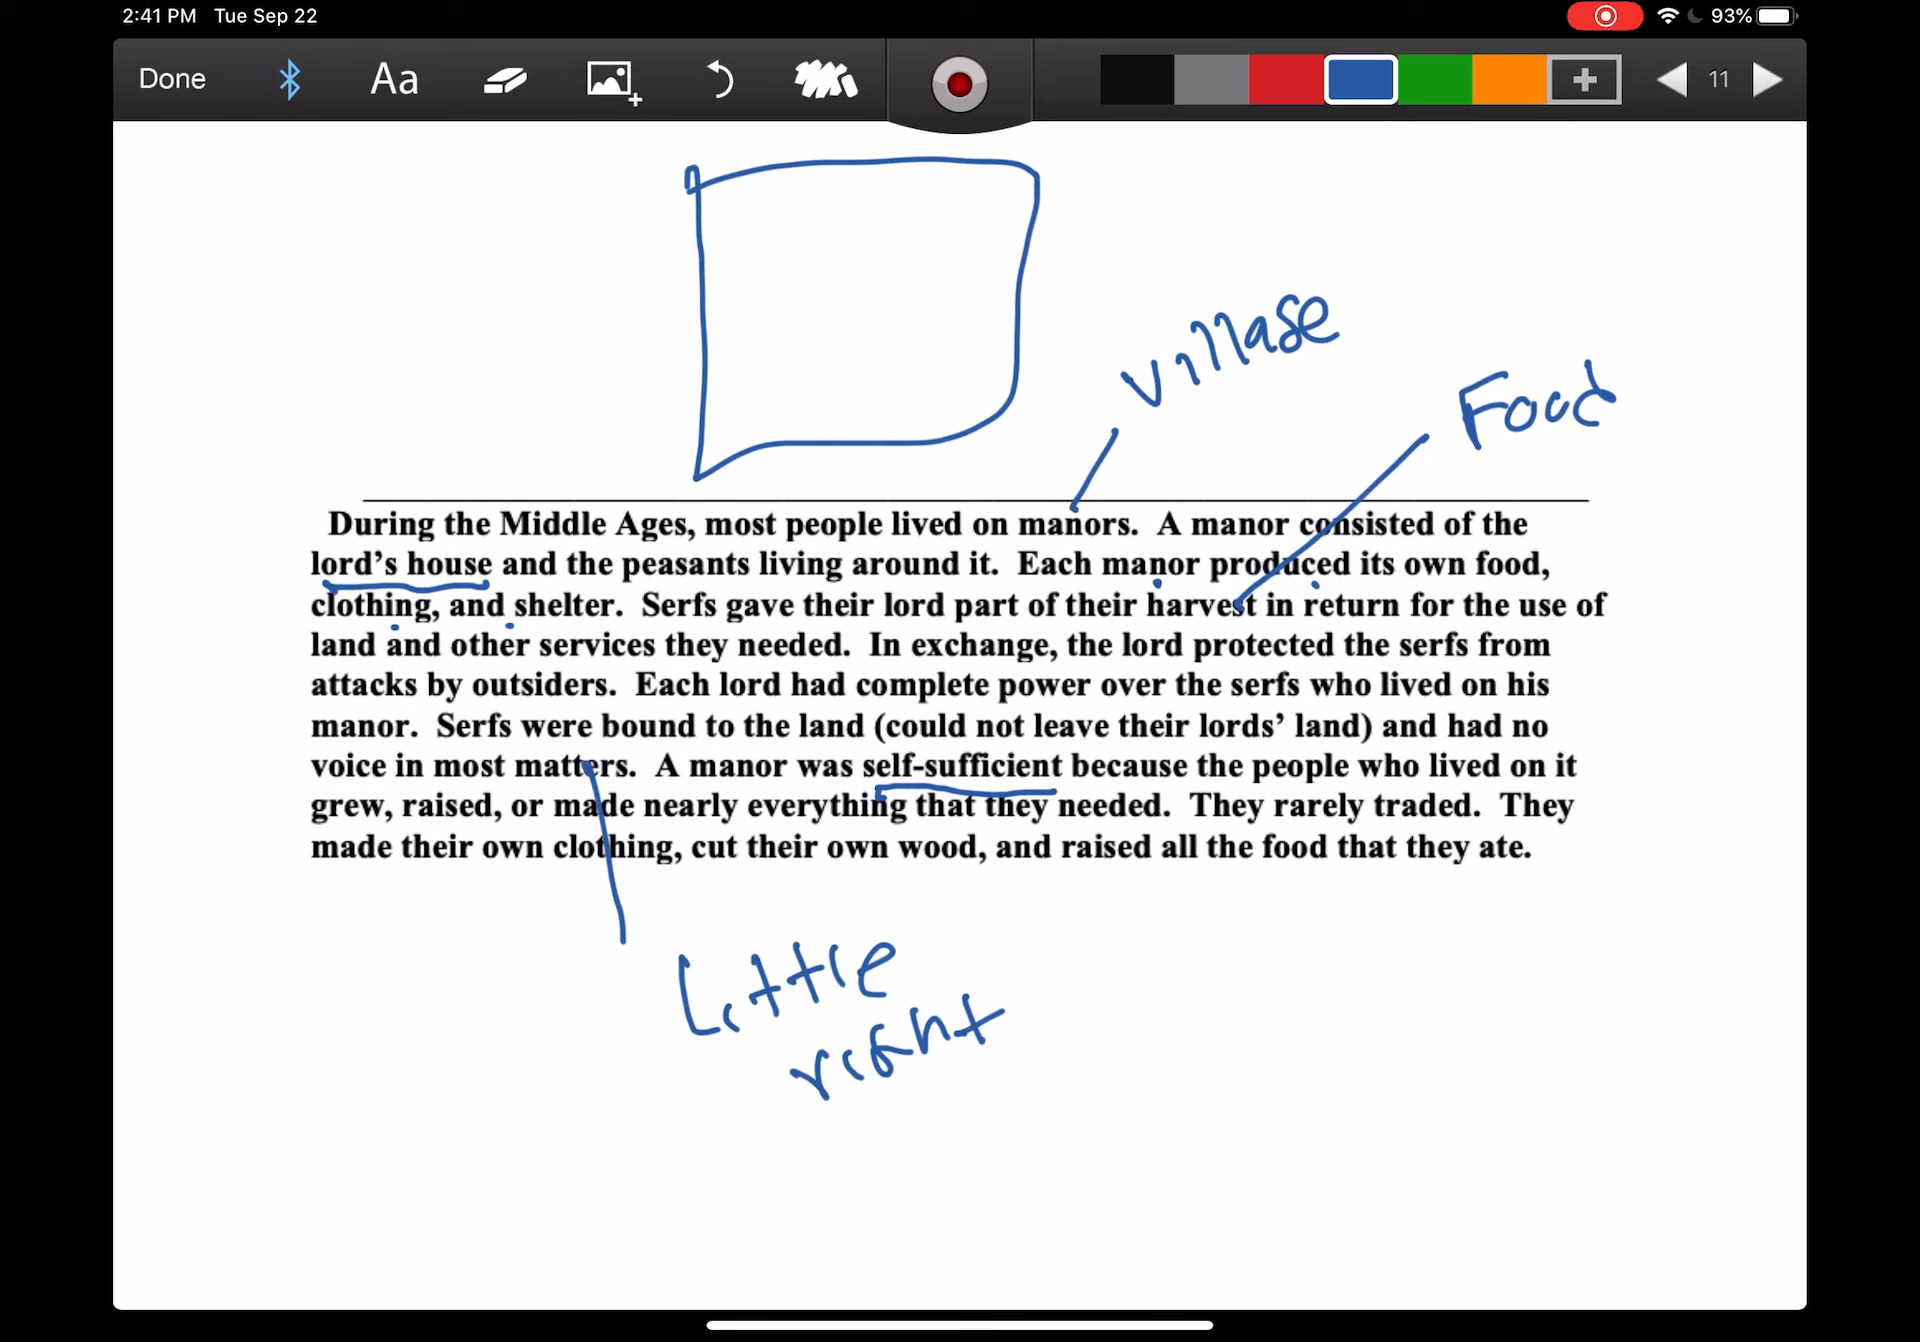 2:41 PM Tue Sep 22
93%
Done
Aa
11
village
Food
During the Middle Ages, most people lived on manors. A manor consisted of the
lord's house and the peasants living around it. Each manor produced its own food,
clothing, and shelter. Serfs gave their lord part of their harvest in return for the use of
land and other services they needed. In exchange, the lord protected the serfs from
attacks by outsiders. Each lord had complete power over the serfs who lived on his
manor. Serfs were bound to the land (could not leave their lords' land) and had no
voice in most matters. A manor was self-sufficient because the people who lived on it
grew, raised, or made nearly everything that they needed. They rarely traded. They
made their own clothing, cut their own wood, and raised all the food that they ate.
Little
right